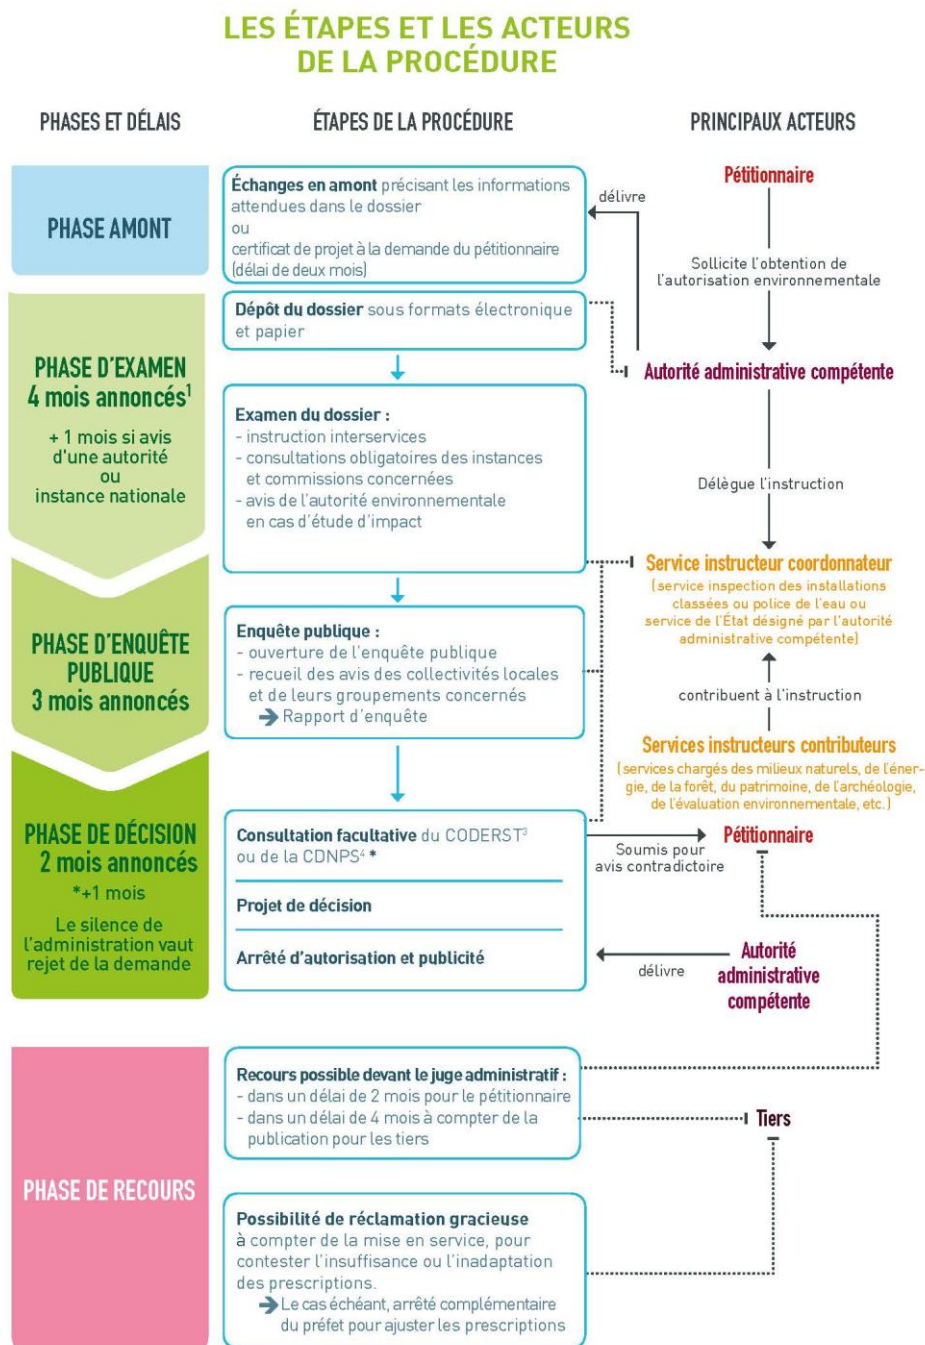 LES ÉTAPES ET LES ACTEURS
DE LA PROCÉDURE
PHASES ET DÉLAIS
ÉTAPES DE LA PROCÉDURE
PRINCIPAUX ACTEURS
PHASE AMONT
Échanges en amont précisant les informations
attendues dans le dossier
ou
certificat de projet à la demande du pétitionnaire
(délai de deux mois)
délivre
Pétitionnaire
Sollicite l'obtention de
l'autorisation environnementale
Dépôt du dossier sous formats électronique
et papier
Autorité administrative compétente
PHASE D'EXAMEN
4 mois annoncés¹
+ 1 mois si avis
d'une autorité
ou
instance nationale
Examen du dossier :
- instruction interservices
- consultations obligatoires des instances
et commissions concernées
- avis de l'autorité environnementale
en cas d'étude d'impact
Délègue l'instruction
Service instructeur coordonnateur
(service inspection des installations
classées ou police de l'eau ou
service de l'État désigné par l'autorité
administrative compétente)
PHASE D'ENQUÊTE
PUBLIQUE
3 mois annoncés
Enquête publique :
- ouverture de l'enquête publique
- recueil des avis des collectivités locales
et de leurs groupements concernés
➔ Rapport d'enquête
contribuent à l'instruction
Services instructeurs contributeurs
(services chargés des milieux naturels, de l'éner-
gie, de la forêt, du patrimoine, de l'archéologie,
de l'évaluation environnementale, etc.)
PHASE DE DÉCISION
2 mois annoncés
*+1 mois
Le silence de
l'administration vaut
rejet de la demande
Consultation facultative du CODERST³
ou de la CDNPS⁴ *
Projet de décision
Arrêté d'autorisation et publicité
Soumis pour
avis contradictoire
Pétitionnaire
délivre
Autorité
administrative
compétente
PHASE DE RECOURS
Recours possible devant le juge administratif :
- dans un délai de 2 mois pour le pétitionnaire
- dans un délai de 4 mois à compter de la
publication pour les tiers
Tiers
Possibilité de réclamation gracieuse
à compter de la mise en service, pour
contester l'insuffisance ou l'inadaptation
des prescriptions.
➔ Le cas échéant, arrêté complémentaire
du préfet pour ajuster les prescriptions